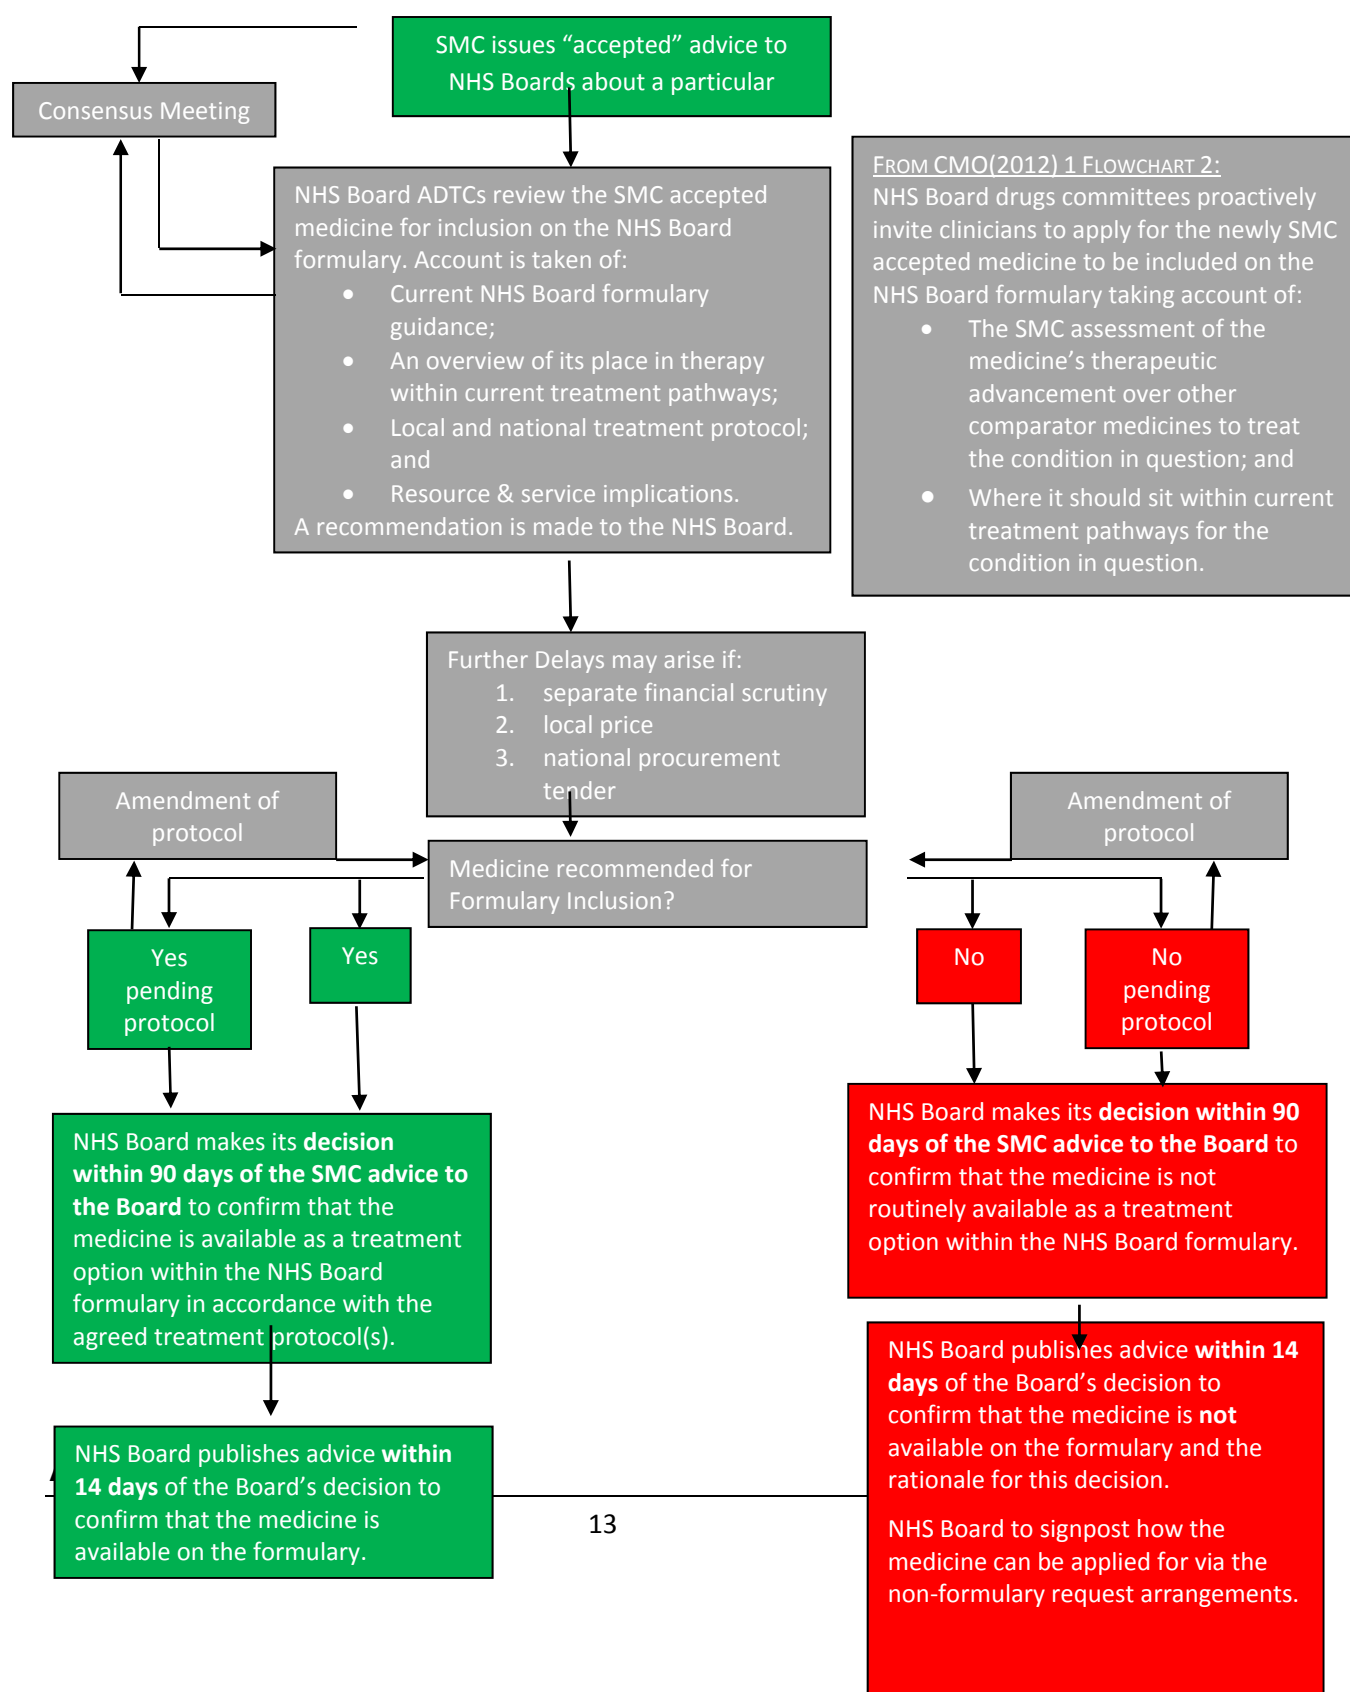 SMC issues “accepted” advice to
NHS Boards about a particular
Consensus Meeting
NHS Board ADTCs review the SMC accepted
medicine for inclusion on the NHS Board
formulary. Account is taken of:
• Current NHS Board formulary
guidance;
• An overview of its place in therapy
within current treatment pathways;
• Local and national treatment protocol;
and
• Resource & service implications.
A recommendation is made to the NHS Board.
FROM CMO(2012) 1 FLOWCHART 2:
NHS Board drugs committees proactively
invite clinicians to apply for the newly SMC
accepted medicine to be included on the
NHS Board formulary taking account of:
• The SMC assessment of the
medicine’s therapeutic
advancement over other
comparator medicines to treat
the condition in question; and
• Where it should sit within current
treatment pathways for the
condition in question.
Further Delays may arise if:
1. separate financial scrutiny
2. local price
3. national procurement
tender
Amendment of
protocol
Amendment of
protocol
Medicine recommended for
Formulary Inclusion?
Yes
pending
protocol
Yes
No
No
pending
protocol
NHS Board makes its decision
within 90 days of the SMC advice to
the Board to confirm that the
medicine is available as a treatment
option within the NHS Board
formulary in accordance with the
agreed treatment protocol(s).
NHS Board makes its decision within 90
days of the SMC advice to the Board to
confirm that the medicine is not
routinely available as a treatment
option within the NHS Board formulary.
NHS Board publishes advice within
14 days of the Board’s decision to
confirm that the medicine is
available on the formulary.
NHS Board publishes advice within 14
days of the Board’s decision to
confirm that the medicine is not
available on the formulary and the
rationale for this decision.
NHS Board to signpost how the
medicine can be applied for via the
non-formulary request arrangements.
13